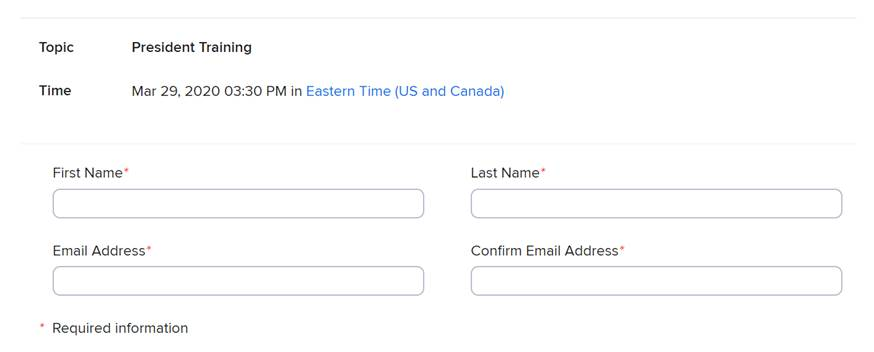 Topic President Training
Time Mar 29, 2020 03:30 PM in Eastern Time (US and Canada)
First Name* Last Name*
Email Address* Confirm Email Address*
* Required information